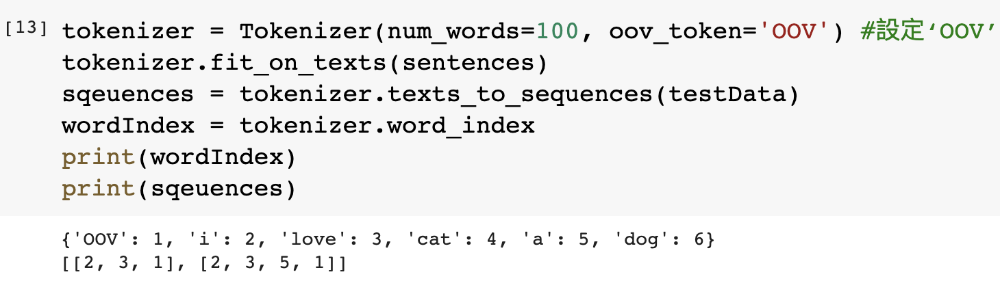 [13] tokenizer = Tokenizer(num_words=100, oov_token='OOV') #設定‘OOV’
tokenizer.fit_on_texts(sentences)
sqeuences = tokenizer.texts_to_sequences(testData)
wordIndex = tokenizer.word_index
print(wordIndex)
print(sqeuences)
{'OOV': 1, 'i': 2, 'love': 3, 'cat': 4, 'a': 5, 'dog': 6}
[[2, 3, 1], [2, 3, 5, 1]]